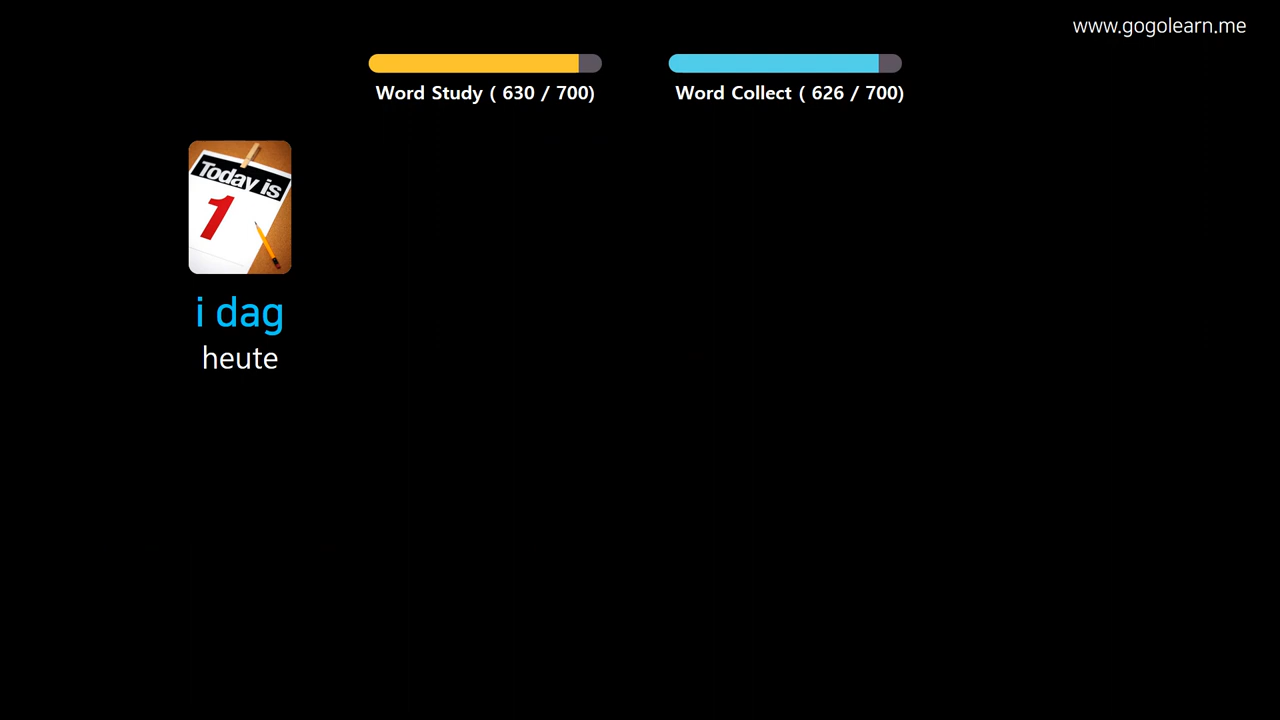 www.gogolearn.me
Word Study ( 630 / 700)
Word Collect ( 626 / 700)
Today is
1
i dag
heute